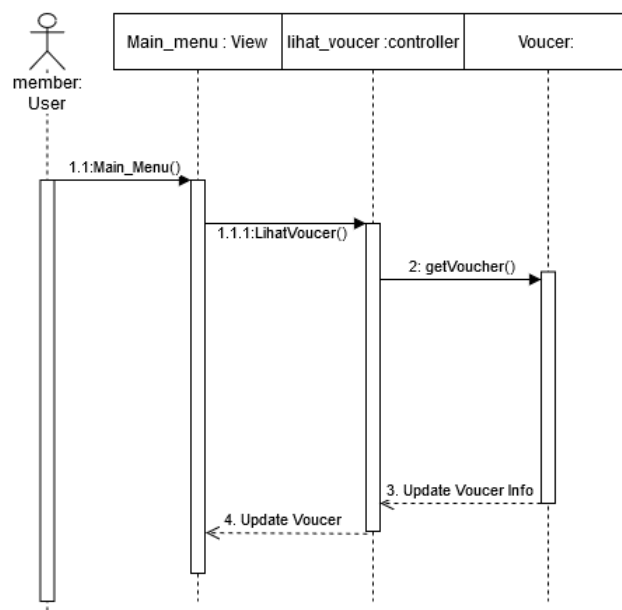 Main_menu : View
lihat_voucer :controller
Voucer:
member:
User
1.1:Main_Menu()
1.1.1:LihatVoucer()
2: getVoucher()
3. Update Voucer Info
4. Update Voucer